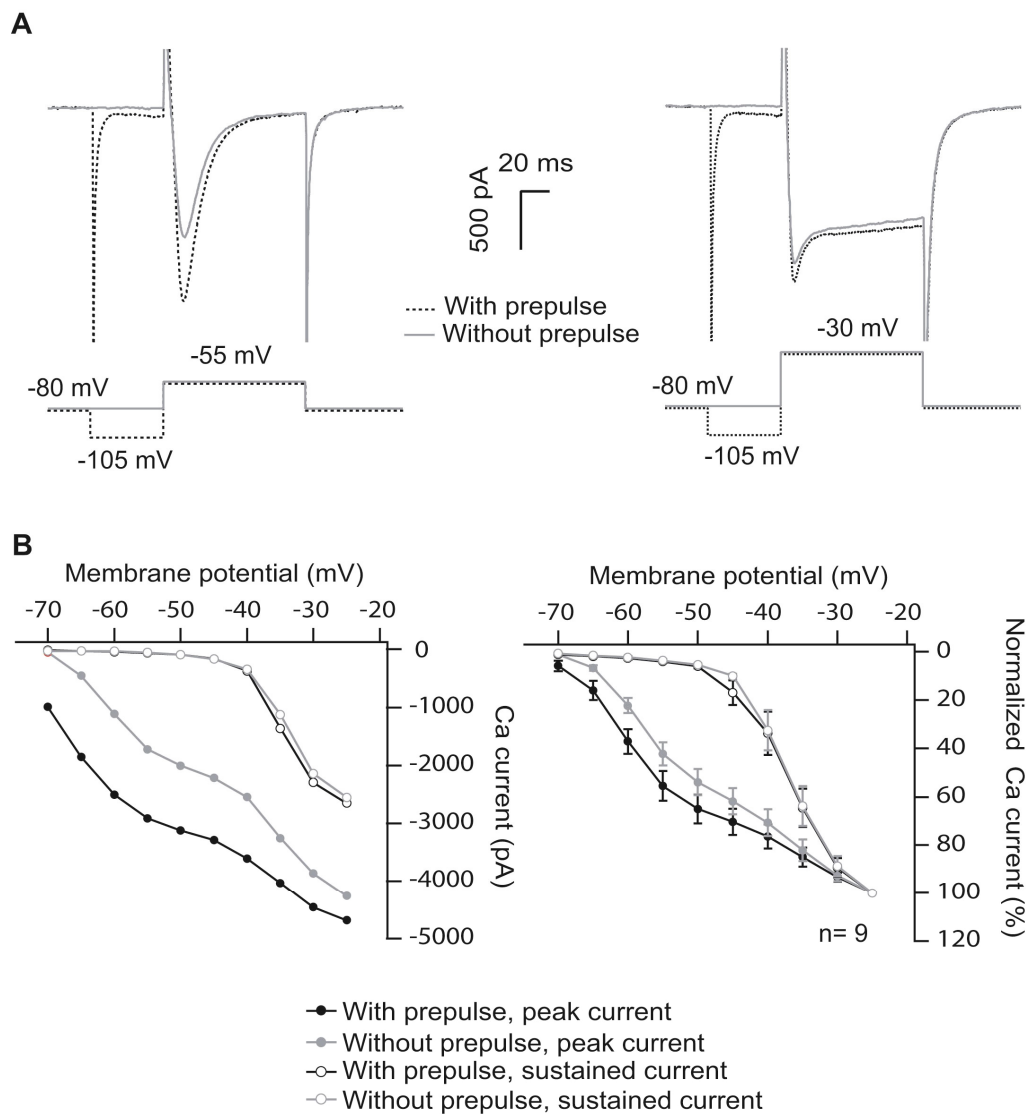 A
20 ms
500 pA
With prepulse
Without prepulse
-55 mV
-80 mV
-105 mV
-30 mV
-80 mV
-105 mV
B
Membrane potential (mV)
-70 -60 -50 -40 -30 -20
0
-1000
-2000
-3000
-4000
-5000
Ca current (pA)
Membrane potential (mV)
-70 -60 -50 -40 -30 -20
0
20
40
60
80
100
120
Normalized Ca current (%)
n= 9
With prepulse, peak current
Without prepulse, peak current
With prepulse, sustained current
Without prepulse, sustained current